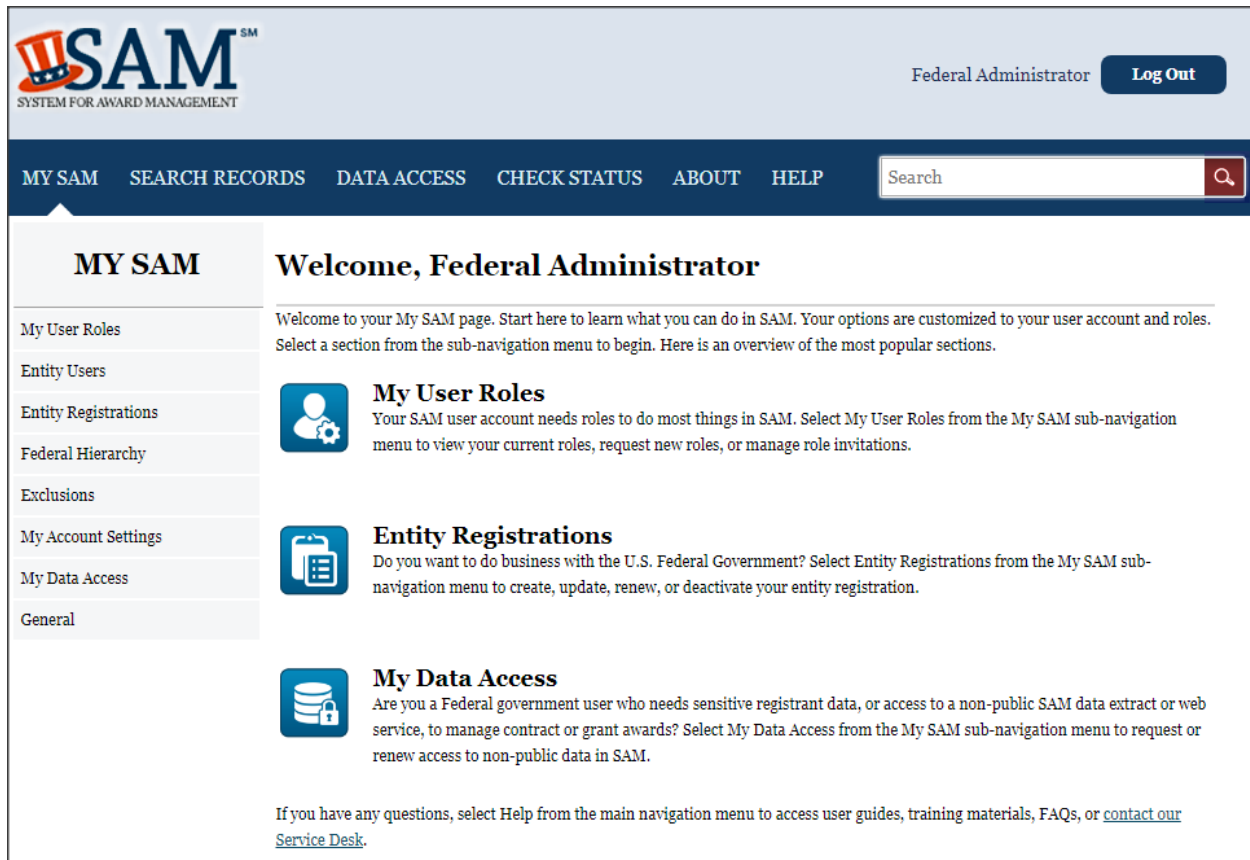 SAM SM
SYSTEM FOR AWARD MANAGEMENT
Federal Administrator Log Out
MY SAM SEARCH RECORDS DATA ACCESS CHECK STATUS ABOUT HELP Search
MY SAM
My User Roles
Entity Users
Entity Registrations
Federal Hierarchy
Exclusions
My Account Settings
My Data Access
General
Welcome, Federal Administrator
Welcome to your My SAM page. Start here to learn what you can do in SAM. Your options are customized to your user account and roles.
Select a section from the sub-navigation menu to begin. Here is an overview of the most popular sections.
My User Roles
Your SAM user account needs roles to do most things in SAM. Select My User Roles from the My SAM sub-navigation
menu to view your current roles, request new roles, or manage role invitations.
Entity Registrations
Do you want to do business with the U.S. Federal Government? Select Entity Registrations from the My SAM sub-
navigation menu to create, update, renew, or deactivate your entity registration.
My Data Access
Are you a Federal government user who needs sensitive registrant data, or access to a non-public SAM data extract or web
service, to manage contract or grant awards? Select My Data Access from the My SAM sub-navigation menu to request or
renew access to non-public data in SAM.
If you have any questions, select Help from the main navigation menu to access user guides, training materials, FAQs, or contact our
Service Desk.